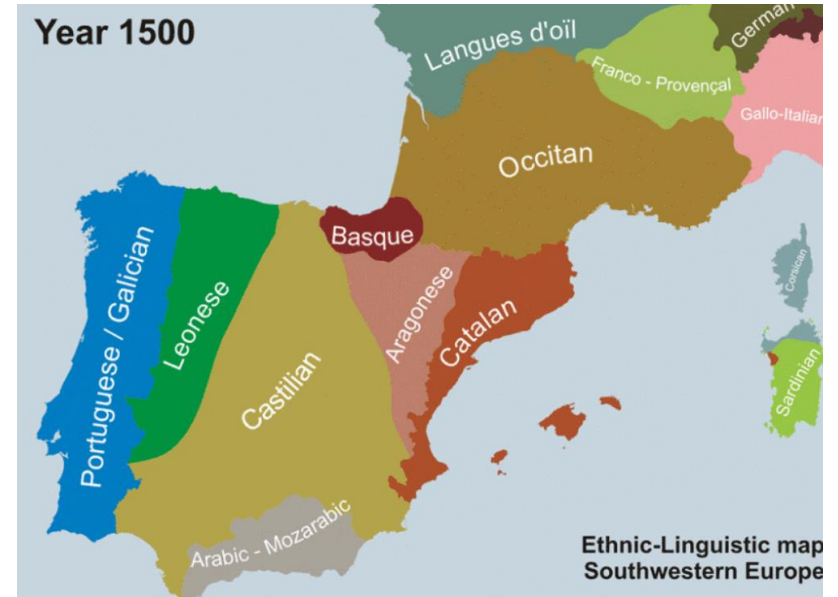 Year 1500
Langues d'oïl
German
Franco - Provençal
Gallo-Italian
Occitan
Basque
Portuguese / Galician
Leonese
Castilian
Aragonese
Catalan
Corsican
Sardinian
Arabic - Mozarabic
Ethnic-Linguistic map
Southwestern Europe